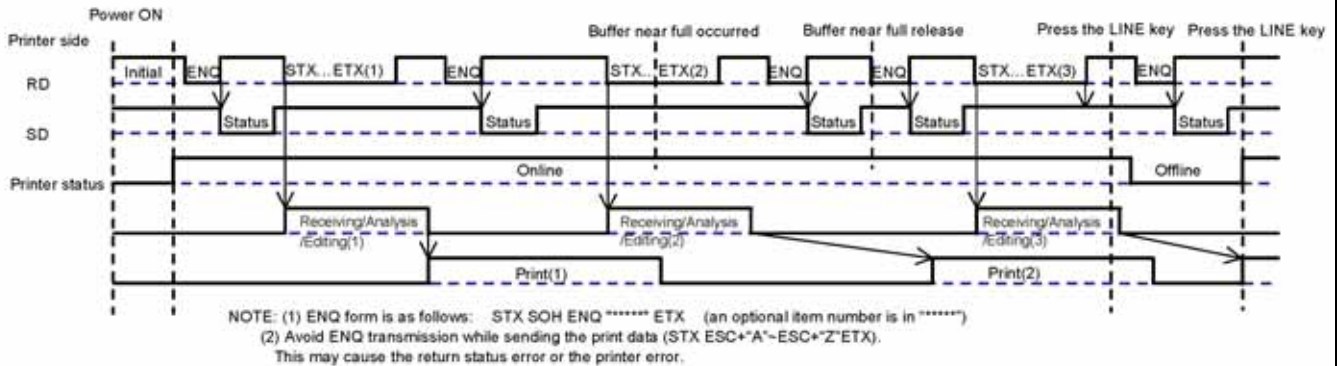 Power ON
Buffer near full occurred Buffer near full release Press the LINE key Press the LINE key
Printer side
Initial ENQ STX...ETX(1) ENQ STX...ETX(2) ENQ ENQ STX...ETX(3) ENQ
RD
Status Status Status Status Status
SD
Online Offline
Printer status
Receiving/Analysis /Editing(1) Receiving/Analysis /Editing(2) Receiving/Analysis /Editing(3)
Print(1) Print(2)
NOTE: (1) ENQ form is as follows: STX SOH ENQ "******" ETX (an optional item number is in "******")
(2) Avoid ENQ transmission while sending the print data (STX ESC+"A"~ESC+"Z"ETX).
This may cause the return status error or the printer error.